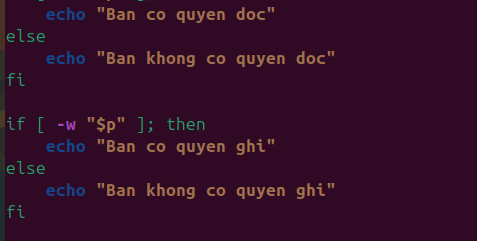 echo "Ban co quyen doc"
else
    echo "Ban khong co quyen doc"
fi

if [ -w "$p" ]; then
    echo "Ban co quyen ghi"
else
    echo "Ban khong co quyen ghi"
fi